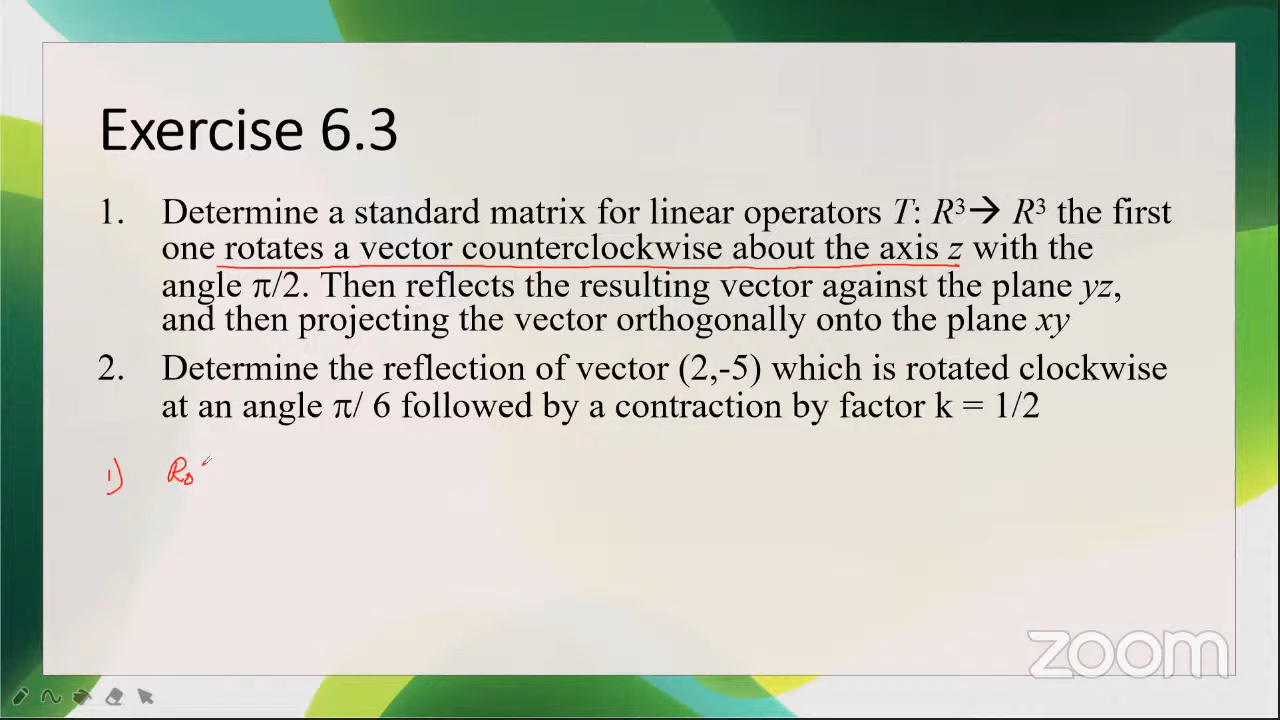 Exercise 6.3
1. Determine a standard matrix for linear operators T: R³→ R³ the first
one rotates a vector counterclockwise about the axis z with the
angle π/2. Then reflects the resulting vector against the plane yz,
and then projecting the vector orthogonally onto the plane xy
2. Determine the reflection of vector (2,-5) which is rotated clockwise
at an angle π/ 6 followed by a contraction by factor k = 1/2
1)
zoom